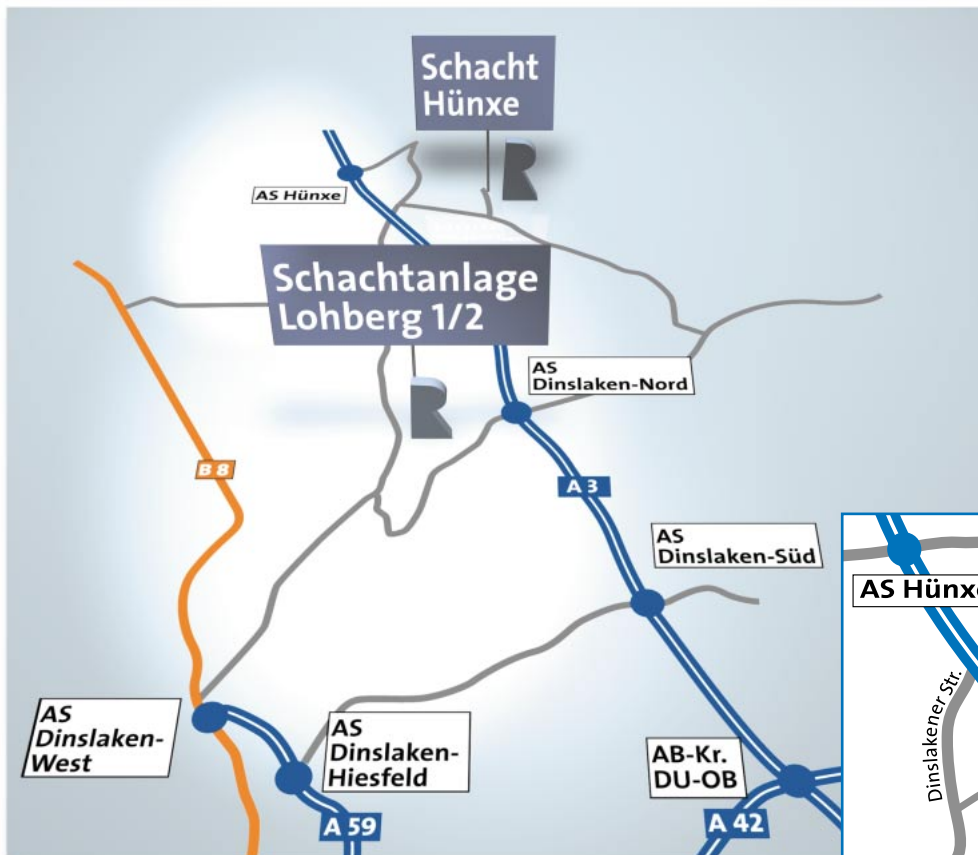 Schacht
Hünxe
AS Hünxe
Schachtanlage
Lohberg 1/2
AS
Dinslaken-Nord
B 8
A 3
AS
Dinslaken-Süd
AS Hünxe
Dinslakener Str.
AS
Dinslaken-
West
AS
Dinslaken-
Hiesfeld
AB-Kr.
DU-OB
A 59
A 42